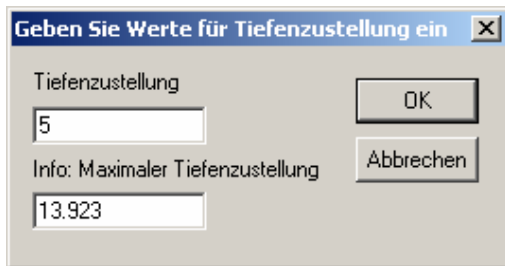 Geben Sie Werte für Tiefenzustellung ein
Tiefenzustellung
5
OK
Info: Maximaler Tiefenzustellung
Abbrechen
13.923